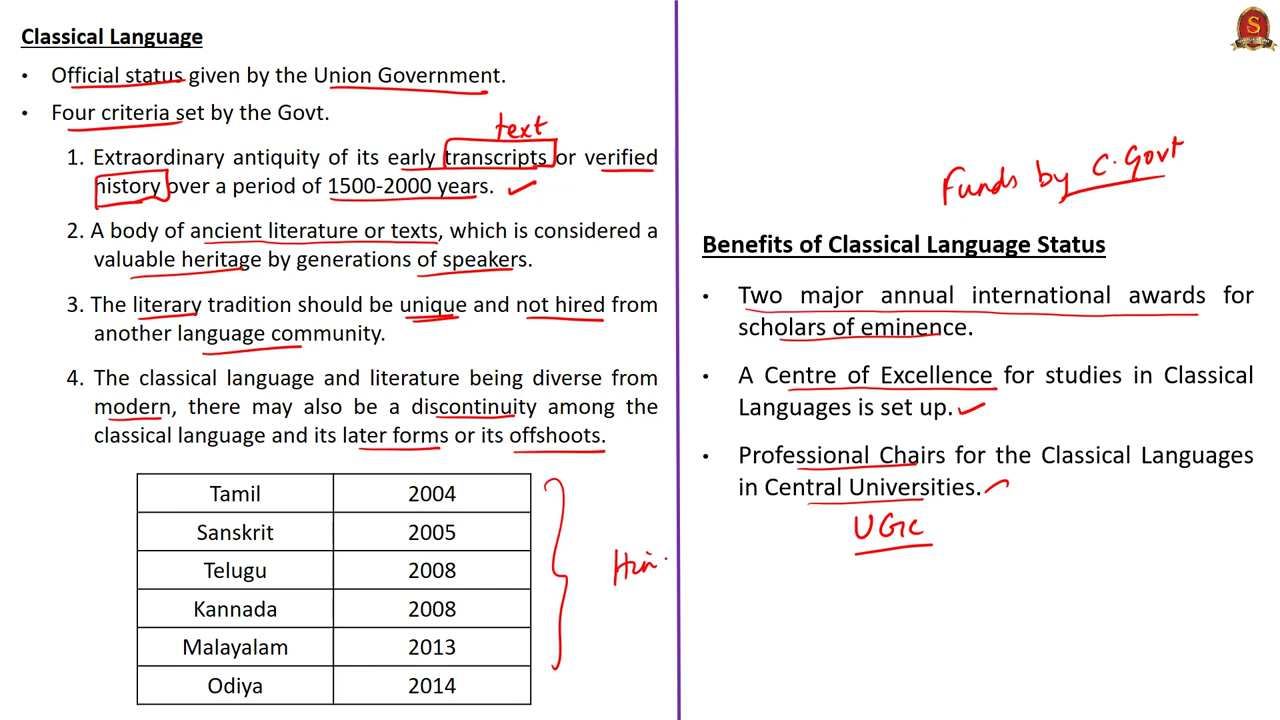 Classical Language
• Official status given by the Union Government.
• Four criteria set by the Govt.
text
1. Extraordinary antiquity of its early transcripts or verified
history over a period of 1500-2000 years.
2. A body of ancient literature or texts, which is considered a
valuable heritage by generations of speakers.
3. The literary tradition should be unique and not hired from
another language community.
4. The classical language and literature being diverse from
modern, there may also be a discontinuity among the
classical language and its later forms or its offshoots.
Tamil 2004
Sanskrit 2005
Telugu 2008
Kannada 2008
Malayalam 2013
Odiya 2014
S
Funds by C. Govt
Benefits of Classical Language Status
• Two major annual international awards for
scholars of eminence.
• A Centre of Excellence for studies in Classical
Languages is set up.
• Professional Chairs for the Classical Languages
in Central Universities.
UGC